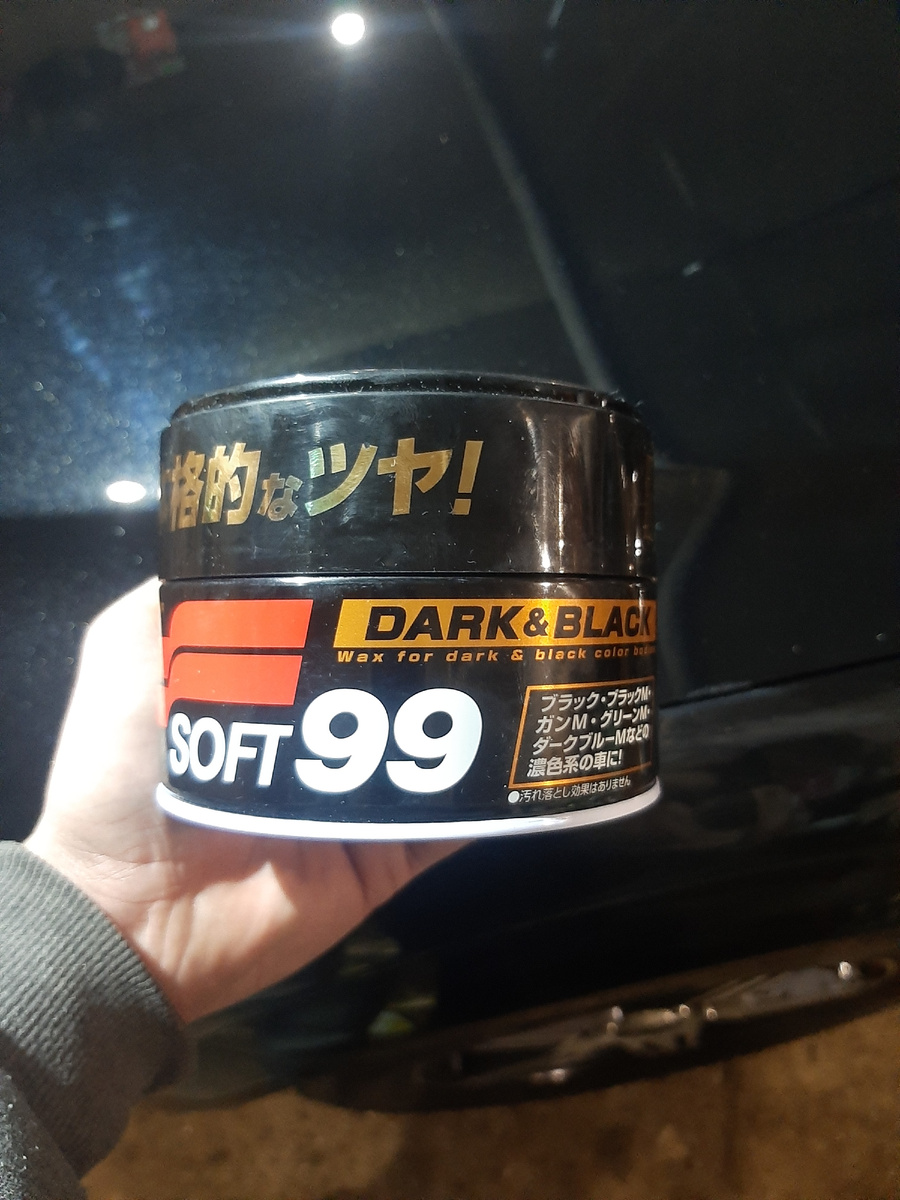 格的なツヤ!
DARK & BLACK
Wax for dark & black color
SOFT99
ブラック・ブラックM・
ガンM・グリーンM・
ダークブルーMなどの
濃色系の車に!
●汚れ落とし効果はありません